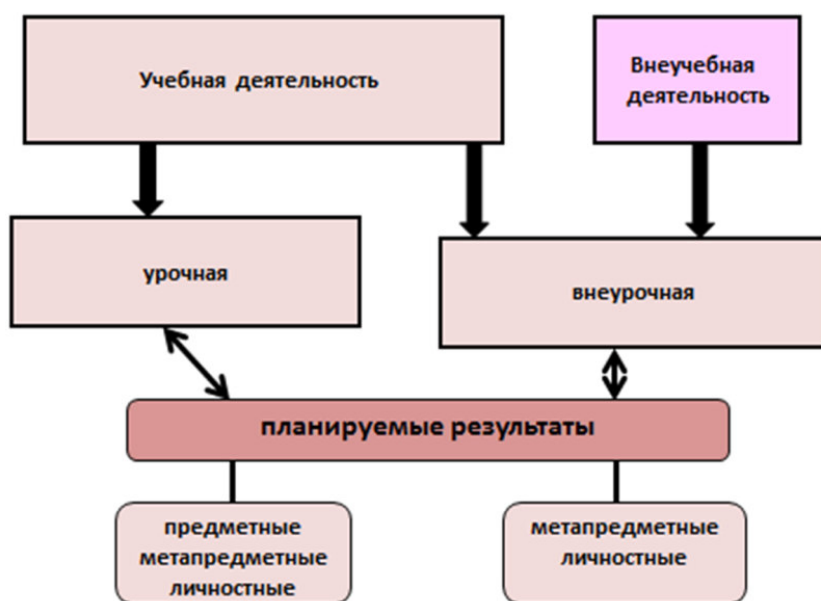 Учебная деятельность
Внеучебная
деятельность
урочная
внеурочная
планируемые результаты
предметные
метапредметные
личностные
метапредметные
личностные